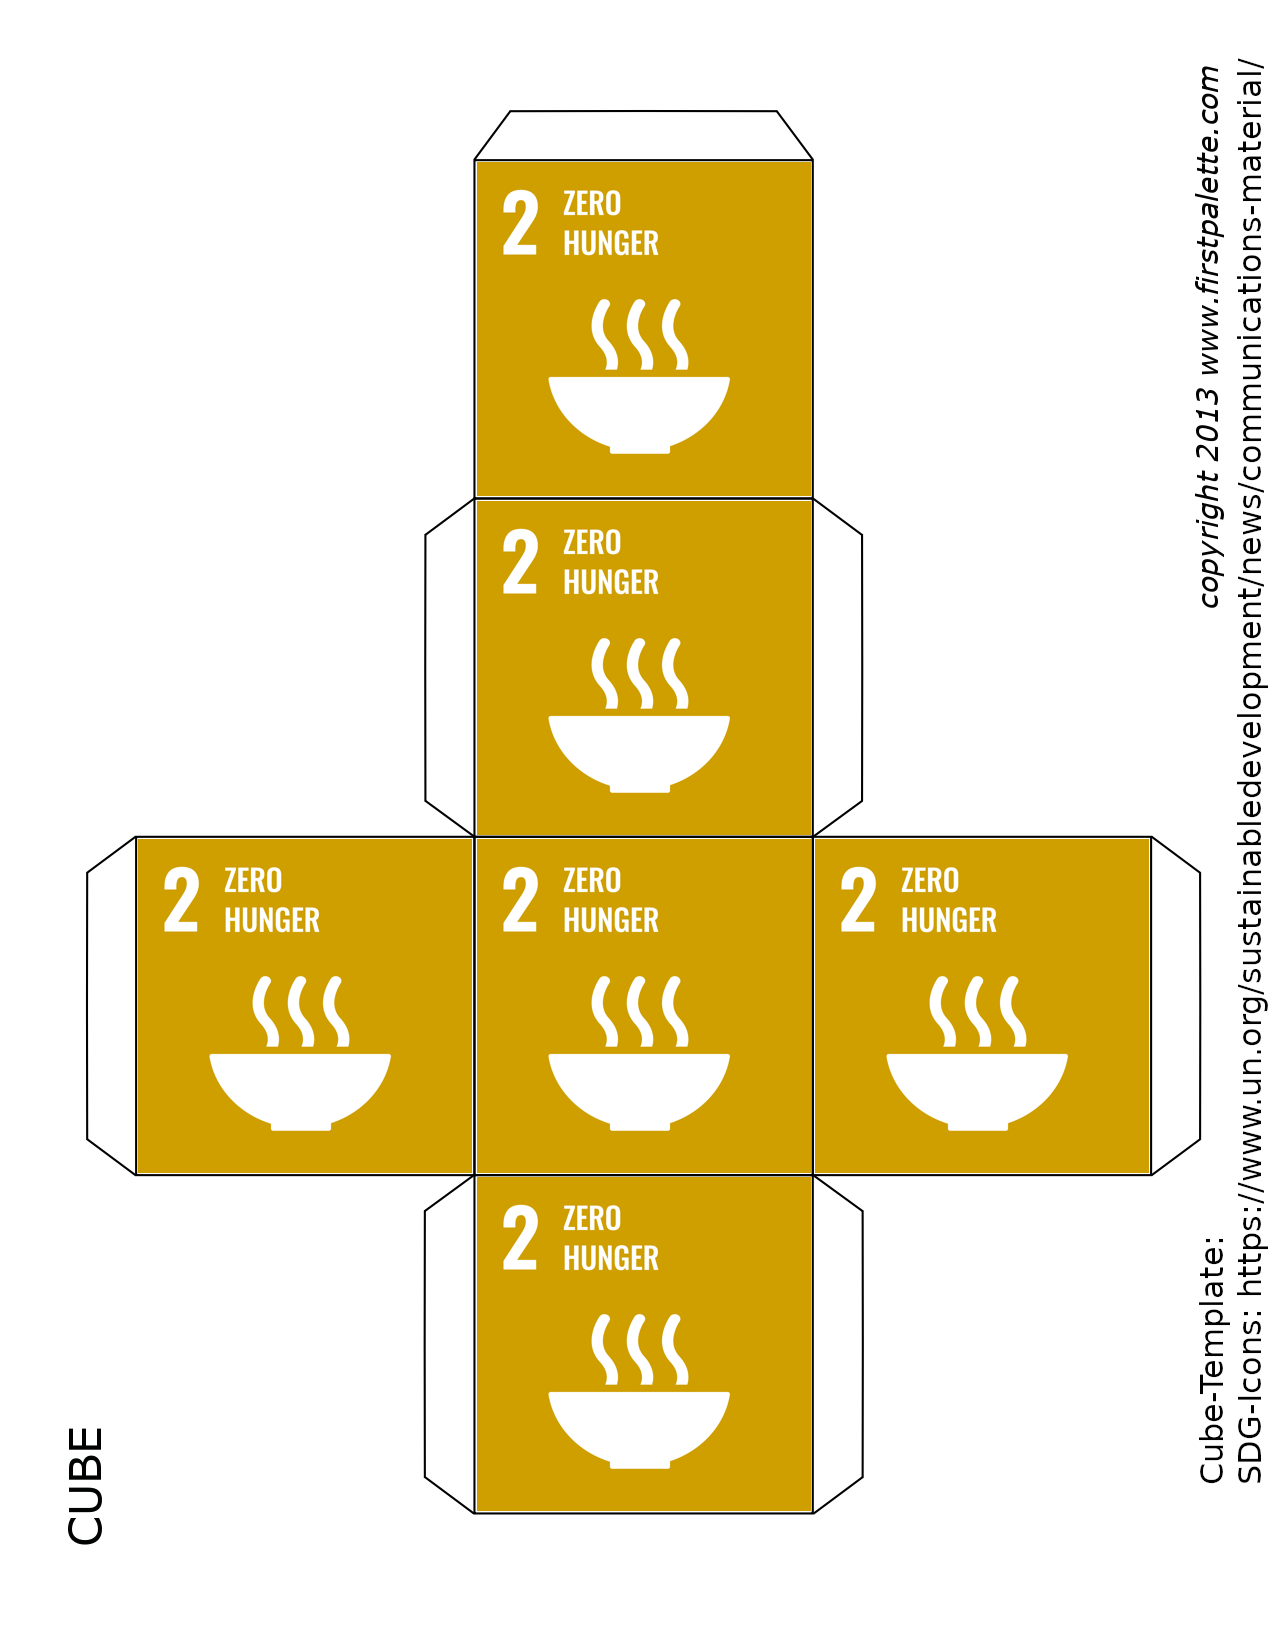 2 ZERO
HUNGER
2 ZERO
HUNGER
2 ZERO
HUNGER
2 ZERO
HUNGER
2 ZERO
HUNGER
2 ZERO
HUNGER
CUBE
Cube-Template: copyright 2013 www.firstpalette.com
SDG-Icons: https://www.un.org/sustainabledevelopment/news/communications-material/